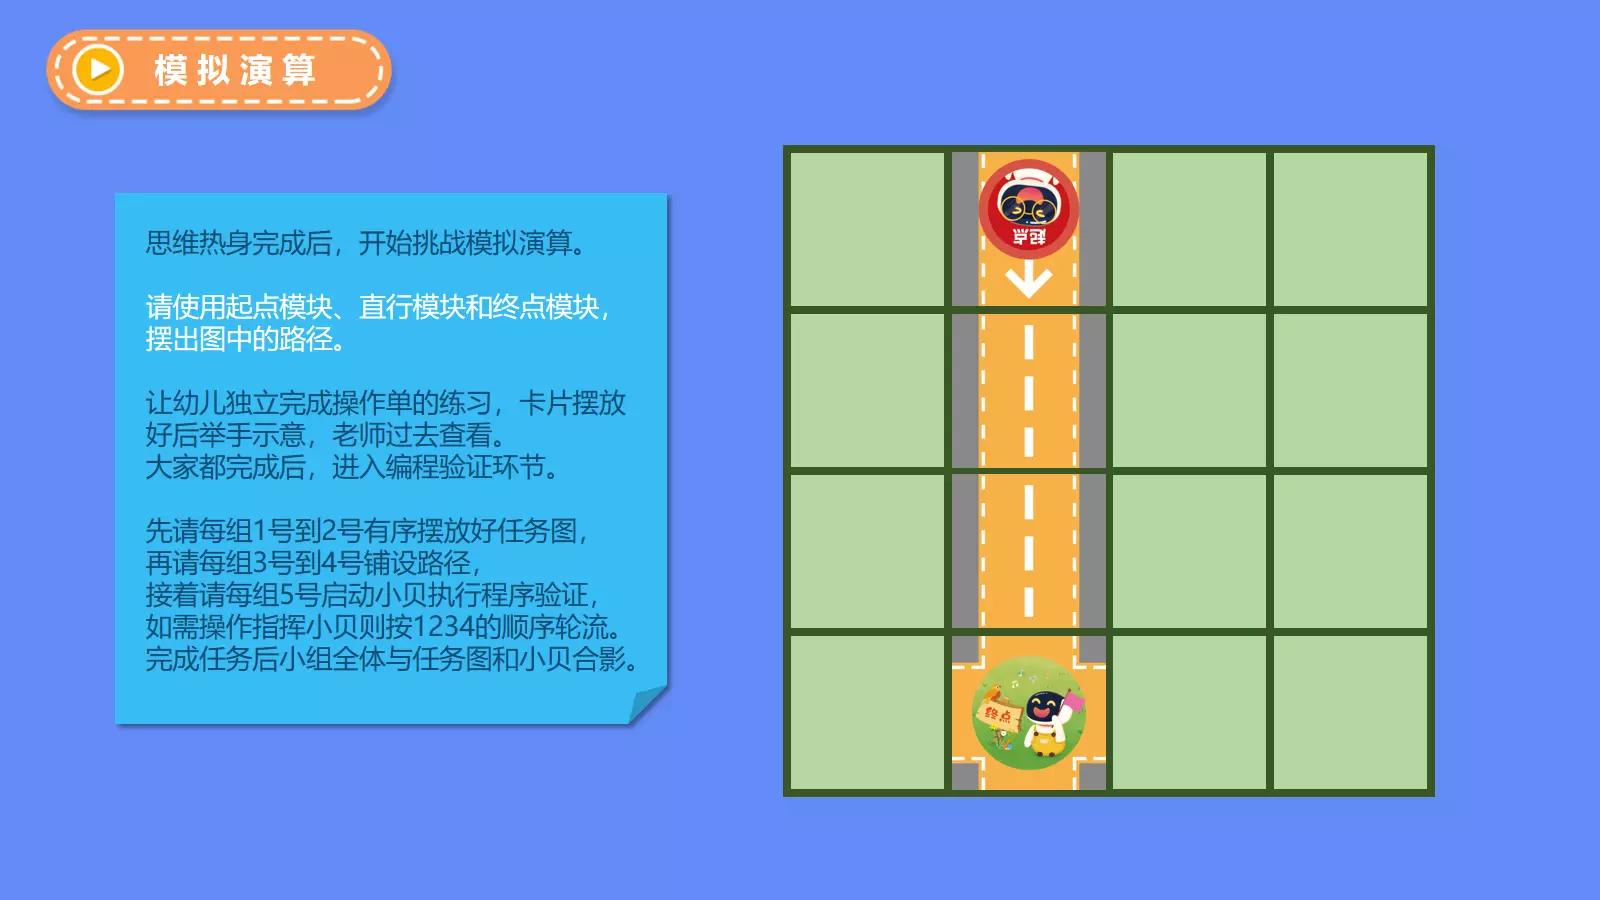 模拟演算
思维热身完成后，开始挑战模拟演算。
请使用起点模块、直行模块和终点模块，
摆出图中的路径。
让幼儿独立完成操作单的练习，卡片摆放
好后举手示意，老师过去查看。
大家都完成后，进入编程验证环节。
先请每组1号到2号有序摆放好任务图，
再请每组3号到4号铺设路径，
接着请每组5号启动小贝执行程序验证，
如需操作指挥小贝则按1234的顺序轮流。
完成任务后小组全体与任务图和小贝合影。
起点
终点